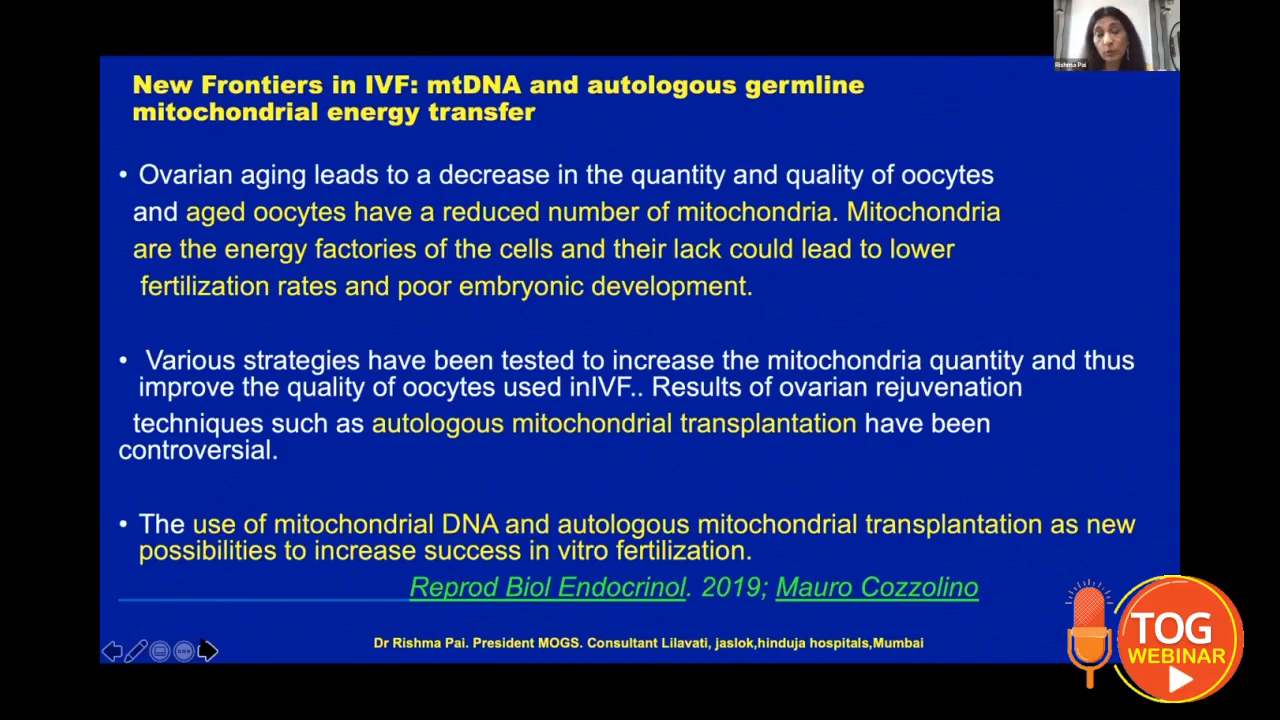 Rishma Pai
New Frontiers in IVF: mtDNA and autologous germline
mitochondrial energy transfer
• Ovarian aging leads to a decrease in the quantity and quality of oocytes
and aged oocytes have a reduced number of mitochondria. Mitochondria
are the energy factories of the cells and their lack could lead to lower
fertilization rates and poor embryonic development.
• Various strategies have been tested to increase the mitochondria quantity and thus
improve the quality of oocytes used inIVF.. Results of ovarian rejuvenation
techniques such as autologous mitochondrial transplantation have been
controversial.
• The use of mitochondrial DNA and autologous mitochondrial transplantation as new
possibilities to increase success in vitro fertilization.
Reprod Biol Endocrinol. 2019; Mauro Cozzolino
Dr Rishma Pai. President MOGS. Consultant Lilavati, jaslok,hinduja hospitals,Mumbai
TOG
WEBINAR